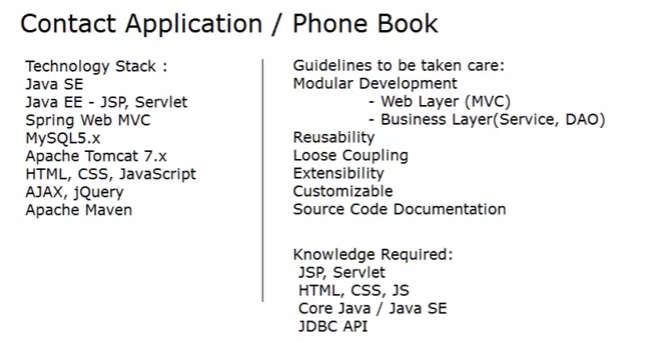 Contact Application / Phone Book
Technology Stack :
Java SE
Java EE - JSP, Servlet
Spring Web MVC
MySQL5.x
Apache Tomcat 7.x
HTML, CSS, JavaScript
AJAX, jQuery
Apache Maven
Guidelines to be taken care:
Modular Development
- Web Layer (MVC)
- Business Layer(Service, DAO)
Reusability
Loose Coupling
Extensibility
Customizable
Source Code Documentation
Knowledge Required:
JSP, Servlet
HTML, CSS, JS
Core Java / Java SE
JDBC API